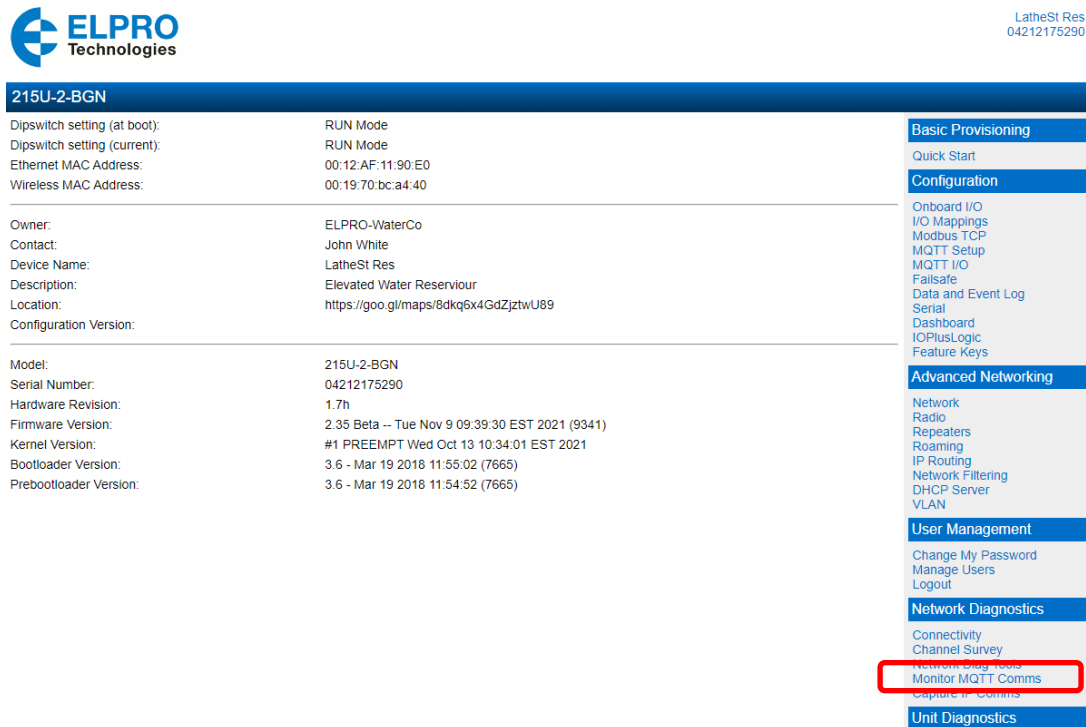 ELPRO
Technologies
LatheSt Res
04212175290
215U-2-BGN
Dipswitch setting (at boot): RUN Mode
Dipswitch setting (current): RUN Mode
Ethernet MAC Address: 00:12:AF:11:90:E0
Wireless MAC Address: 00:19:70:bc:a4:40
Owner: ELPRO-WaterCo
Contact: John White
Device Name: LatheSt Res
Description: Elevated Water Reserviour
Location: https://goo.gl/maps/8dkq6x4GdZjztwU89
Configuration Version:
Model: 215U-2-BGN
Serial Number: 04212175290
Hardware Revision: 1.7h
Firmware Version: 2.35 Beta -- Tue Nov 9 09:39:30 EST 2021 (9341)
Kernel Version: #1 PREEMPT Wed Oct 13 10:34:01 EST 2021
Bootloader Version: 3.6 - Mar 19 2018 11:55:02 (7665)
Prebootloader Version: 3.6 - Mar 19 2018 11:54:52 (7665)
Basic Provisioning
Quick Start
Configuration
Onboard I/O
I/O Mappings
Modbus TCP
MQTT Setup
MQTT I/O
Failsafe
Data and Event Log
Serial
Dashboard
IOPlusLogic
Feature Keys
Advanced Networking
Network
Radio
Repeaters
Roaming
IP Routing
Network Filtering
DHCP Server
VLAN
User Management
Change My Password
Manage Users
Logout
Network Diagnostics
Connectivity
Channel Survey
Network Diag Tools
Monitor MQTT Comms
Capture IP Comms
Unit Diagnostics